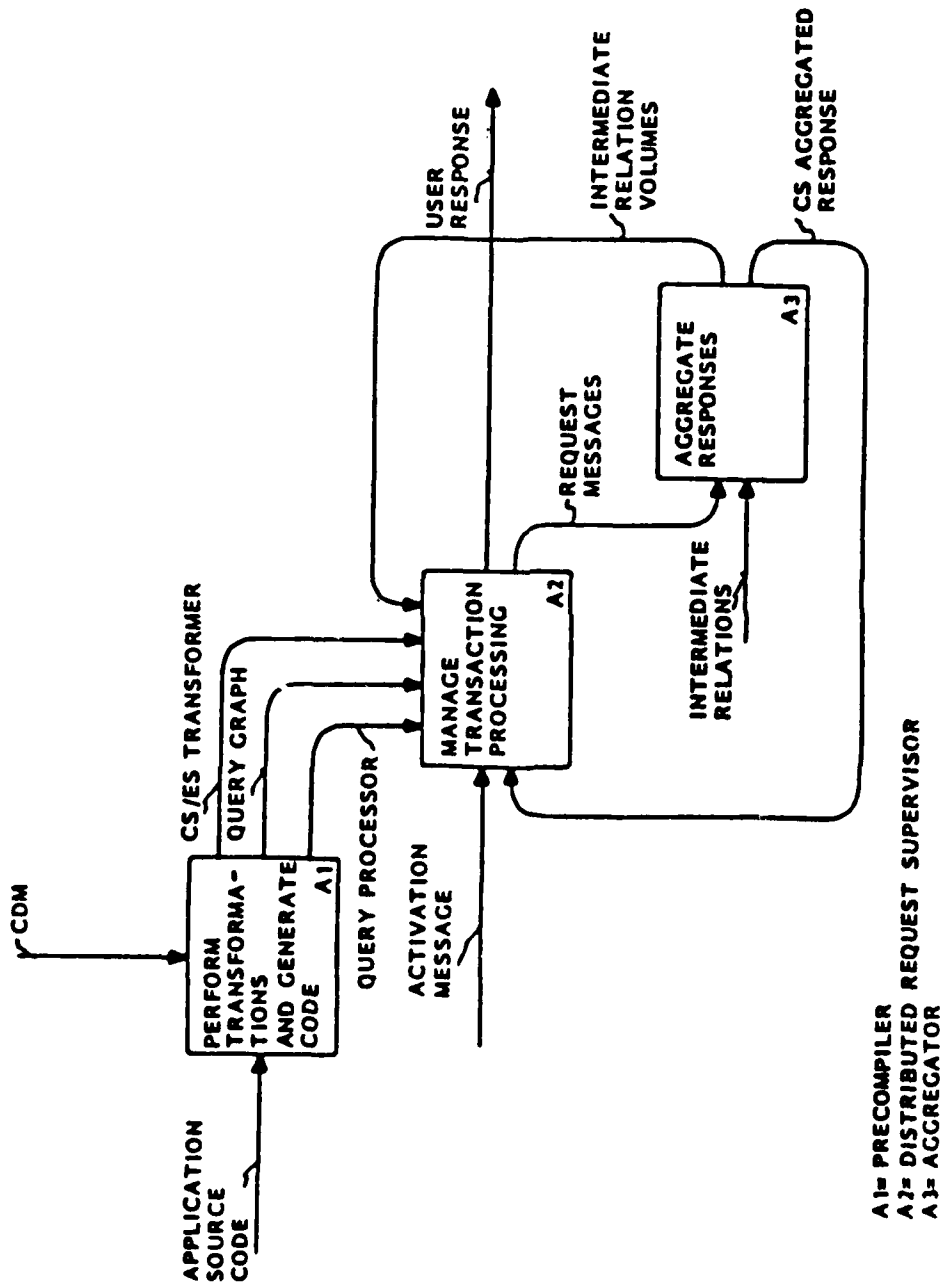 CDM
APPLICATION
SOURCE
CODE
PERFORM
TRANSFORMA-
TIONS
AND GENERATE
CODE
A1
CS/ES TRANSFORMER
QUERY GRAPH
QUERY PROCESSOR
ACTIVATION
MESSAGE
MANAGE
TRANSACTION
PROCESSING
A2
USER
RESPONSE
REQUEST
MESSAGES
INTERMEDIATE
RELATION
VOLUMES
INTERMEDIATE
RELATIONS
AGGREGATE
RESPONSES
A3
CS AGGREGATED
RESPONSE
A1= PRECOMPILER
A2= DISTRIBUTED REQUEST SUPERVISOR
A3= AGGREGATOR